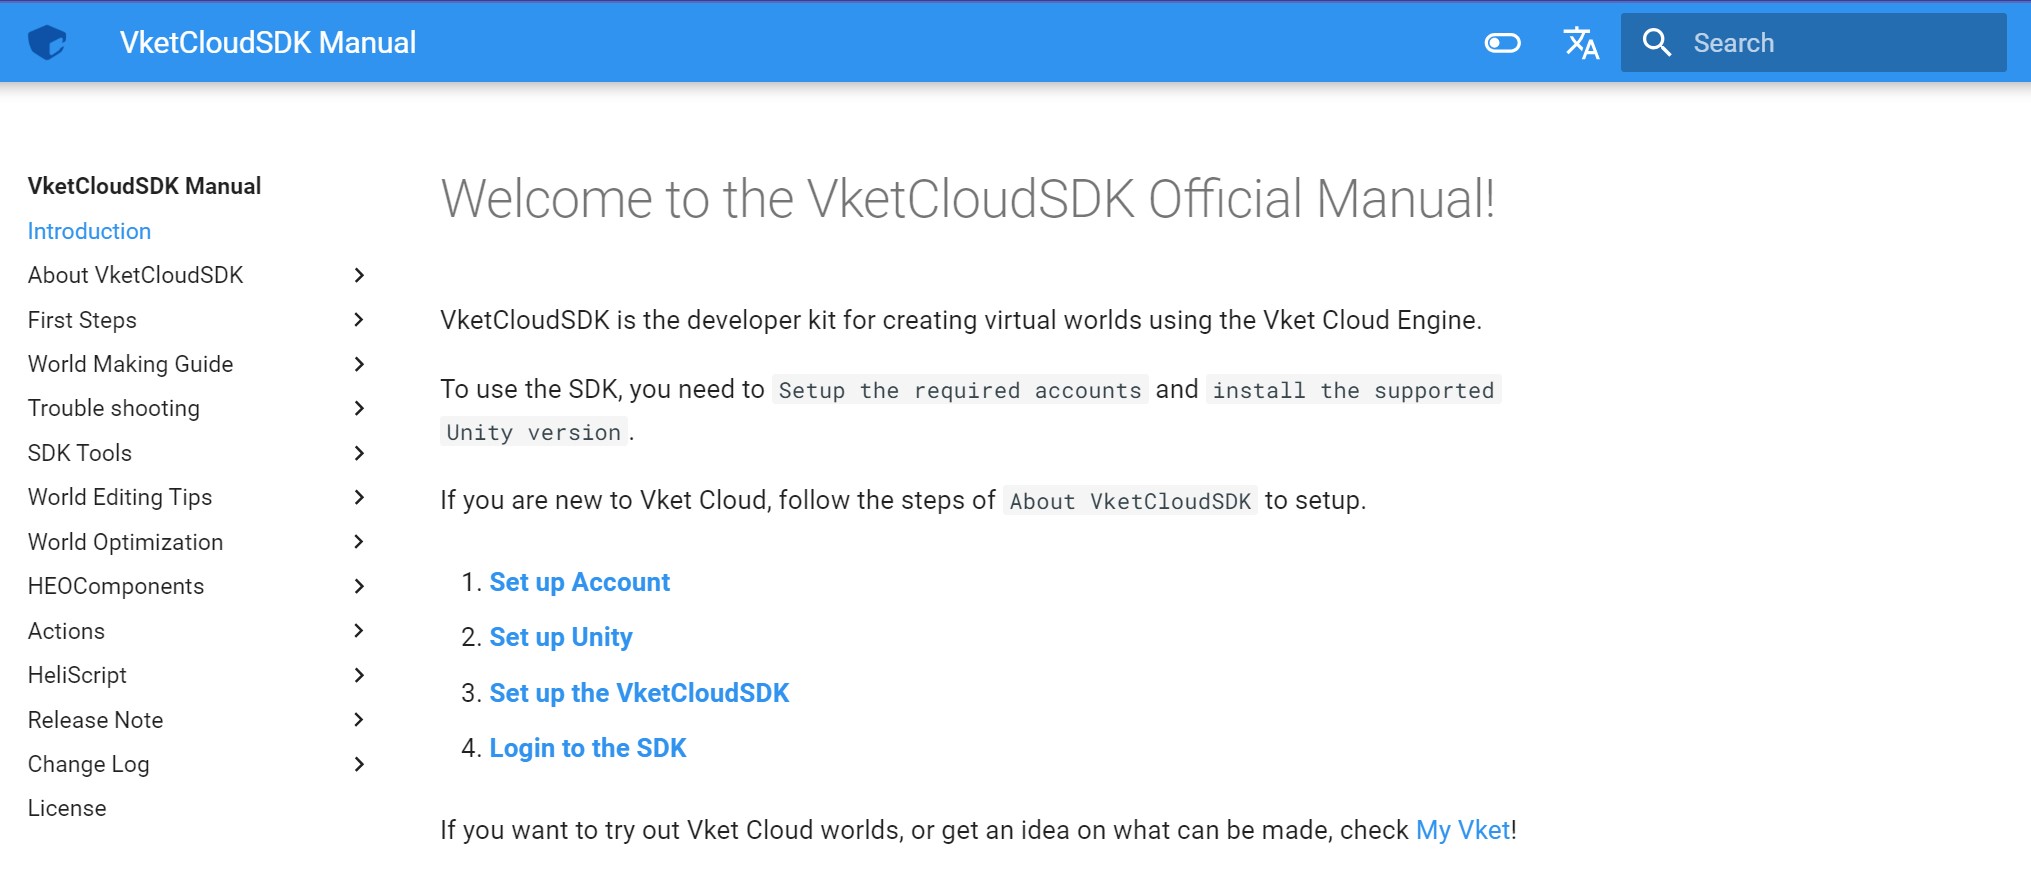 VketCloudSDK Manual
Search
VketCloudSDK Manual
Introduction
About VketCloudSDK
First Steps
World Making Guide
Trouble shooting
SDK Tools
World Editing Tips
World Optimization
HEOComponents
Actions
HeliScript
Release Note
Change Log
License
Welcome to the VketCloudSDK Official Manual!
VketCloudSDK is the developer kit for creating virtual worlds using the Vket Cloud Engine.
To use the SDK, you need to Setup the required accounts and install the supported
Unity version.
If you are new to Vket Cloud, follow the steps of About VketCloudSDK to setup.
1. Set up Account
2. Set up Unity
3. Set up the VketCloudSDK
4. Login to the SDK
If you want to try out Vket Cloud worlds, or get an idea on what can be made, check My Vket!